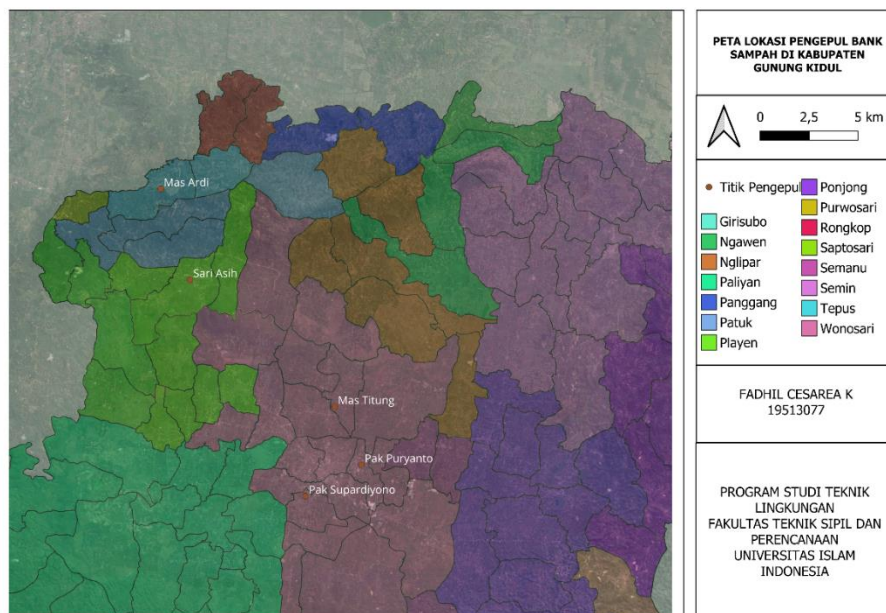 Mas Ardi
Sari Asih
Mas Titung
Pak Puryanto
Pak Supardiyono
PETA LOKASI PENGEPUL BANK
SAMPAH DI KABUPATEN
GUNUNG KIDUL
0 2,5 5 km
Titik Pengepul
Girisubo
Ngawen
Nglipar
Paliyan
Panggang
Patuk
Playen
Ponjong
Purwosari
Rongkop
Saptosari
Semanu
Semin
Tepus
Wonosari
FADHIL CESAREA K
19513077
PROGRAM STUDI TEKNIK
LINGKUNGAN
FAKULTAS TEKNIK SIPIL DAN
PERENCANAAN
UNIVERSITAS ISLAM
INDONESIA